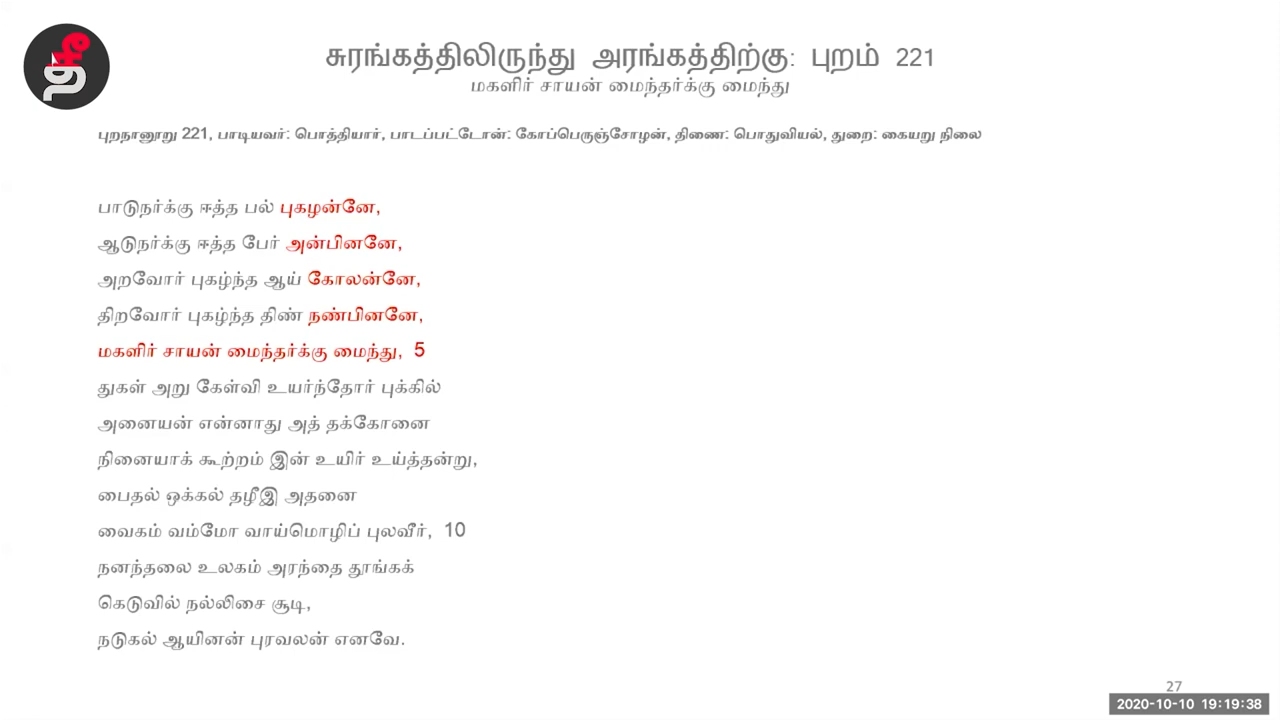 சுரங்கத்திலிருந்து அரங்கத்திற்கு: புறம் 221
மகளிர் சாயன் மைந்தர்க்கு மைந்து
புறநானூறு 221, பாடியவர்: பொத்தியார், பாடப்பட்டோன்: கோப்பெருஞ்சோழன், திணை: பொதுவியல், துறை: கையறு நிலை
பாடுநர்க்கு ஈத்த பல் புகழன்னே,
ஆடுநர்க்கு ஈத்த பேர் அன்பினனே,
அறவோர் புகழ்ந்த ஆய் கோலன்னே,
திறவோர் புகழ்ந்த திண் நண்பினனே,
மகளிர் சாயன் மைந்தர்க்கு மைந்து, 5
துகள் அறு கேள்வி உயர்ந்தோர் புக்கில்
அனையன் என்னாது அத் தக்கோனை
நினையாக் கூற்றம் இன் உயிர் உய்த்தன்று,
பைதல் ஒக்கல் தழீஇ அதனை
வைகம் வம்மோ வாய்மொழிப் புலவீர், 10
நனந்தலை உலகம் அரந்தை தூங்கக்
கெடுவில் நல்லிசை சூடி,
நடுகல் ஆயினன் புரவலன் எனவே.
27
2020-10-10 19:19:38